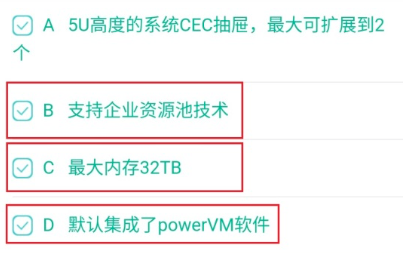 A 5U高度的系统CEC抽屉，最大可扩展到2
个
B 支持企业资源池技术
C 最大内存32TB
D 默认集成了powerVM软件